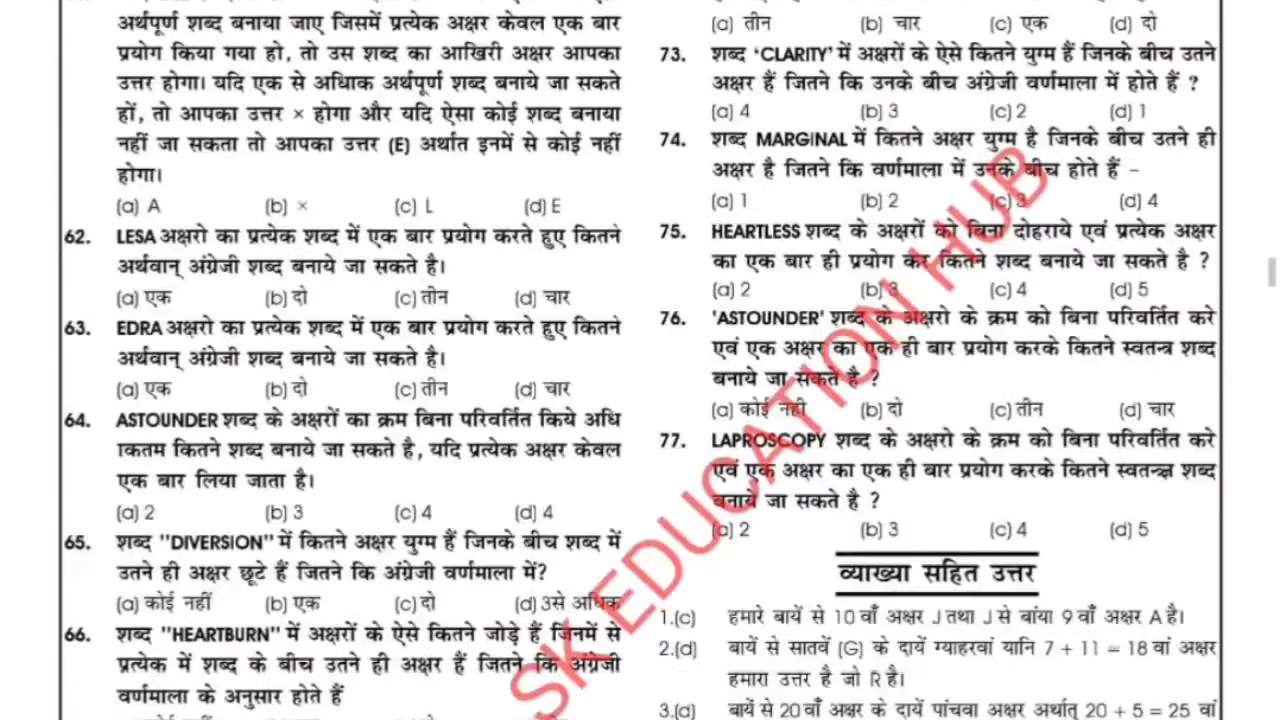 अर्थपूर्ण शब्द बनाया जाए जिसमें प्रत्येक अक्षर केवल एक बार
प्रयोग किया गया हो, तो उस शब्द का आखिरी अक्षर आपका
उत्तर होगा। यदि एक से अधिाक अर्थपूर्ण शब्द बनाये जा सकते
हों, तो आपका उत्तर × होगा और यदि ऐसा कोई शब्द बनाया
नहीं जा सकता तो आपका उत्तर (E) अर्थात इनमें से कोई नहीं
होगा।
(a) A (b) × (c) L (d) E
62. LESA अक्षरो का प्रत्येक शब्द में एक बार प्रयोग करते हुए कितने
अर्थवान् अंग्रेजी शब्द बनाये जा सकते है।
(a) एक (b) दो (c) तीन (d) चार
63. EDRA अक्षरो का प्रत्येक शब्द में एक बार प्रयोग करते हुए कितने
अर्थवान् अंग्रेजी शब्द बनाये जा सकते है।
(a) एक (b) दो (c) तीन (d) चार
64. ASTOUNDER शब्द के अक्षरों का क्रम बिना परिवर्तित किये अधि
ाकतम कितने शब्द बनाये जा सकते है, यदि प्रत्येक अक्षर केवल
एक बार लिया जाता है।
(a) 2 (b) 3 (c) 4 (d) 4
65. शब्द "DIVERSION" में कितने अक्षर युग्म हैं जिनके बीच शब्द में
उतने ही अक्षर छूटे हैं जितने कि अंग्रेजी वर्णमाला में?
(a) कोई नहीं (b) एक (c) दो (d) 3से अधिक
66. शब्द "HEARTBURN" में अक्षरों के ऐसे कितने जोड़े हैं जिनमें से
प्रत्येक में शब्द के बीच उतने ही अक्षर हैं जितने कि अंग्रेजी
वर्णमाला के अनुसार होते हैं
(a) तीन (b) चार (c) एक (d) दो
73. शब्द ‘CLARITY’ में अक्षरों के ऐसे कितने युग्म हैं जिनके बीच उतने
अक्षर हैं जितने कि उनके बीच अंग्रेजी वर्णमाला में होते हैं ?
(a) 4 (b) 3 (c) 2 (d) 1
74. शब्द MARGINAL में कितने अक्षर युग्म है जिनके बीच उतने ही
अक्षर है जितने कि वर्णमाला में उनके बीच होते हैं -
(a) 1 (b) 2 (c) 3 (d) 4
75. HEARTLESS शब्द के अक्षरों को बिना दोहराये एवं प्रत्येक अक्षर
का एक बार ही प्रयोग कर कितने शब्द बनाये जा सकते है ?
(a) 2 (b) 3 (c) 4 (d) 5
76. 'ASTOUNDER' शब्द के अक्षरो के क्रम को बिना परिवर्तित करे
एवं एक अक्षर का एक ही बार प्रयोग करके कितने स्वतन्त्र शब्द
बनाये जा सकते है ?
(a) कोई नही (b) दो (c) तीन (d) चार
77. LAPROSCOPY शब्द के अक्षरो के क्रम को बिना परिवर्तित करे
एवं एक अक्षर का एक ही बार प्रयोग करके कितने शब्द
बनाये जा सकते है ?
(a) 2 (b) 3 (c) 4 (d) 5
व्याख्या सहित उत्तर
1.(c) हमारे बायें से 10 वाँ अक्षर J तथा J से बांया 9 वाँ अक्षर A है।
2.(d) बायें से सातवें (G) के दायें ग्याहरवां यानि 7 + 11 = 18 वां अक्षर
हमारा उत्तर है जो R है।
3.(a) बायें से 20 वाँ अक्षर के दायें पांचवा अक्षर अर्थात् 20 + 5 = 25 वां
SK EDUCATION HUB